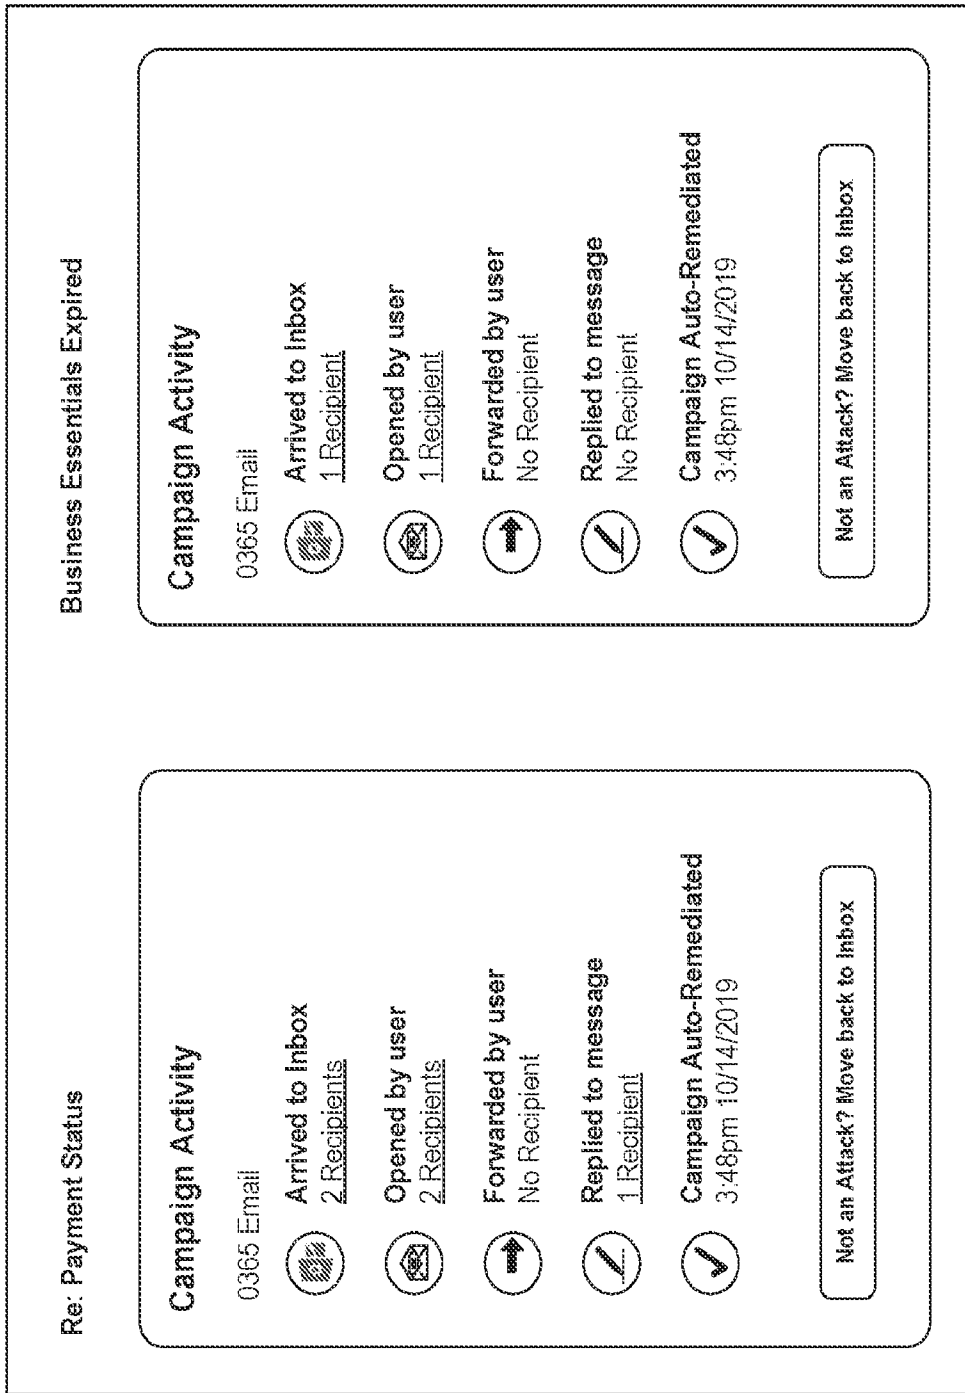 Re: Payment Status
Campaign Activity
0365 Email
Arrived to Inbox
2 Recipients
Opened by user
2 Recipients
Forwarded by user
No Recipient
Replied to message
1 Recipient
Campaign Auto-Remediated
3:48pm 10/14/2019
Not an Attack? Move back to Inbox
Business Essentials Expired
Campaign Activity
0365 Email
Arrived to Inbox
1 Recipient
Opened by user
1 Recipient
Forwarded by user
No Recipient
Replied to message
No Recipient
Campaign Auto-Remediated
3:48pm 10/14/2019
Not an Attack? Move back to Inbox